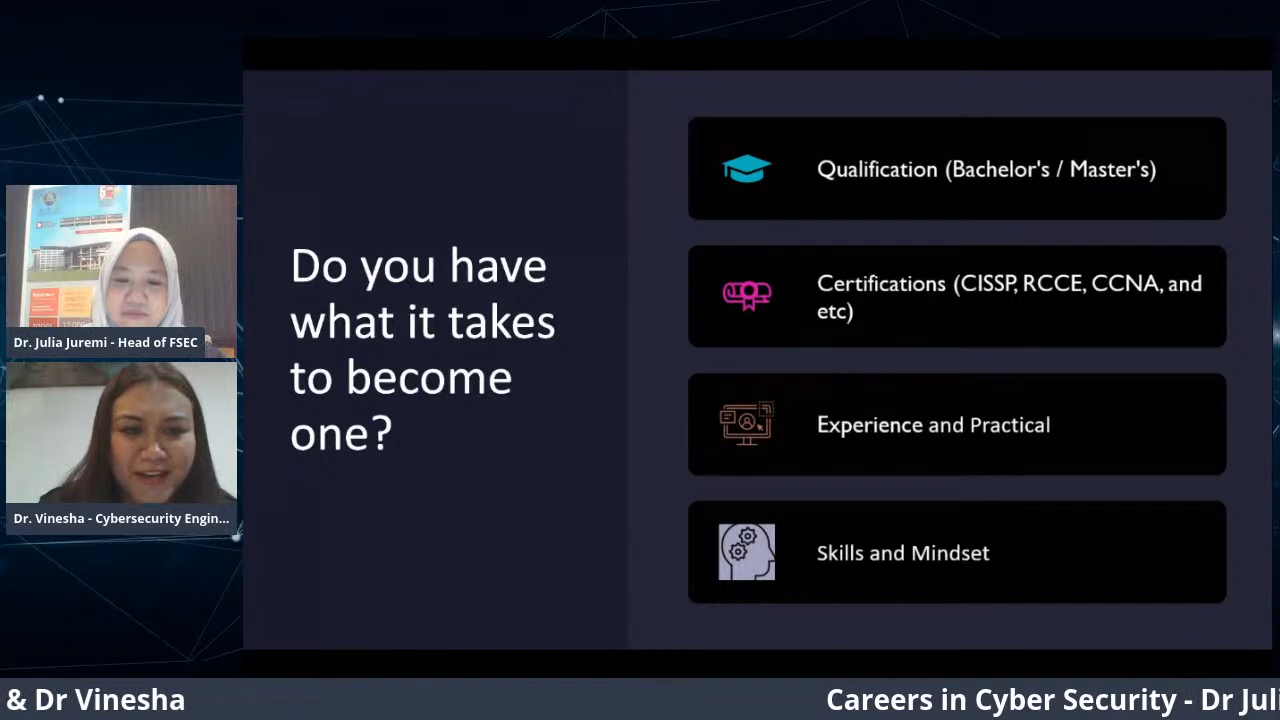 Dr. Julia Juremi - Head of FSEC
Dr. Vinesha - Cybersecurity Engin...
Do you have
what it takes
to become
one?
Qualification (Bachelor's / Master's)
Certifications (CISSP, RCCE, CCNA, and
etc)
Experience and Practical
Skills and Mindset
& Dr Vinesha
Careers in Cyber Security - Dr Juli